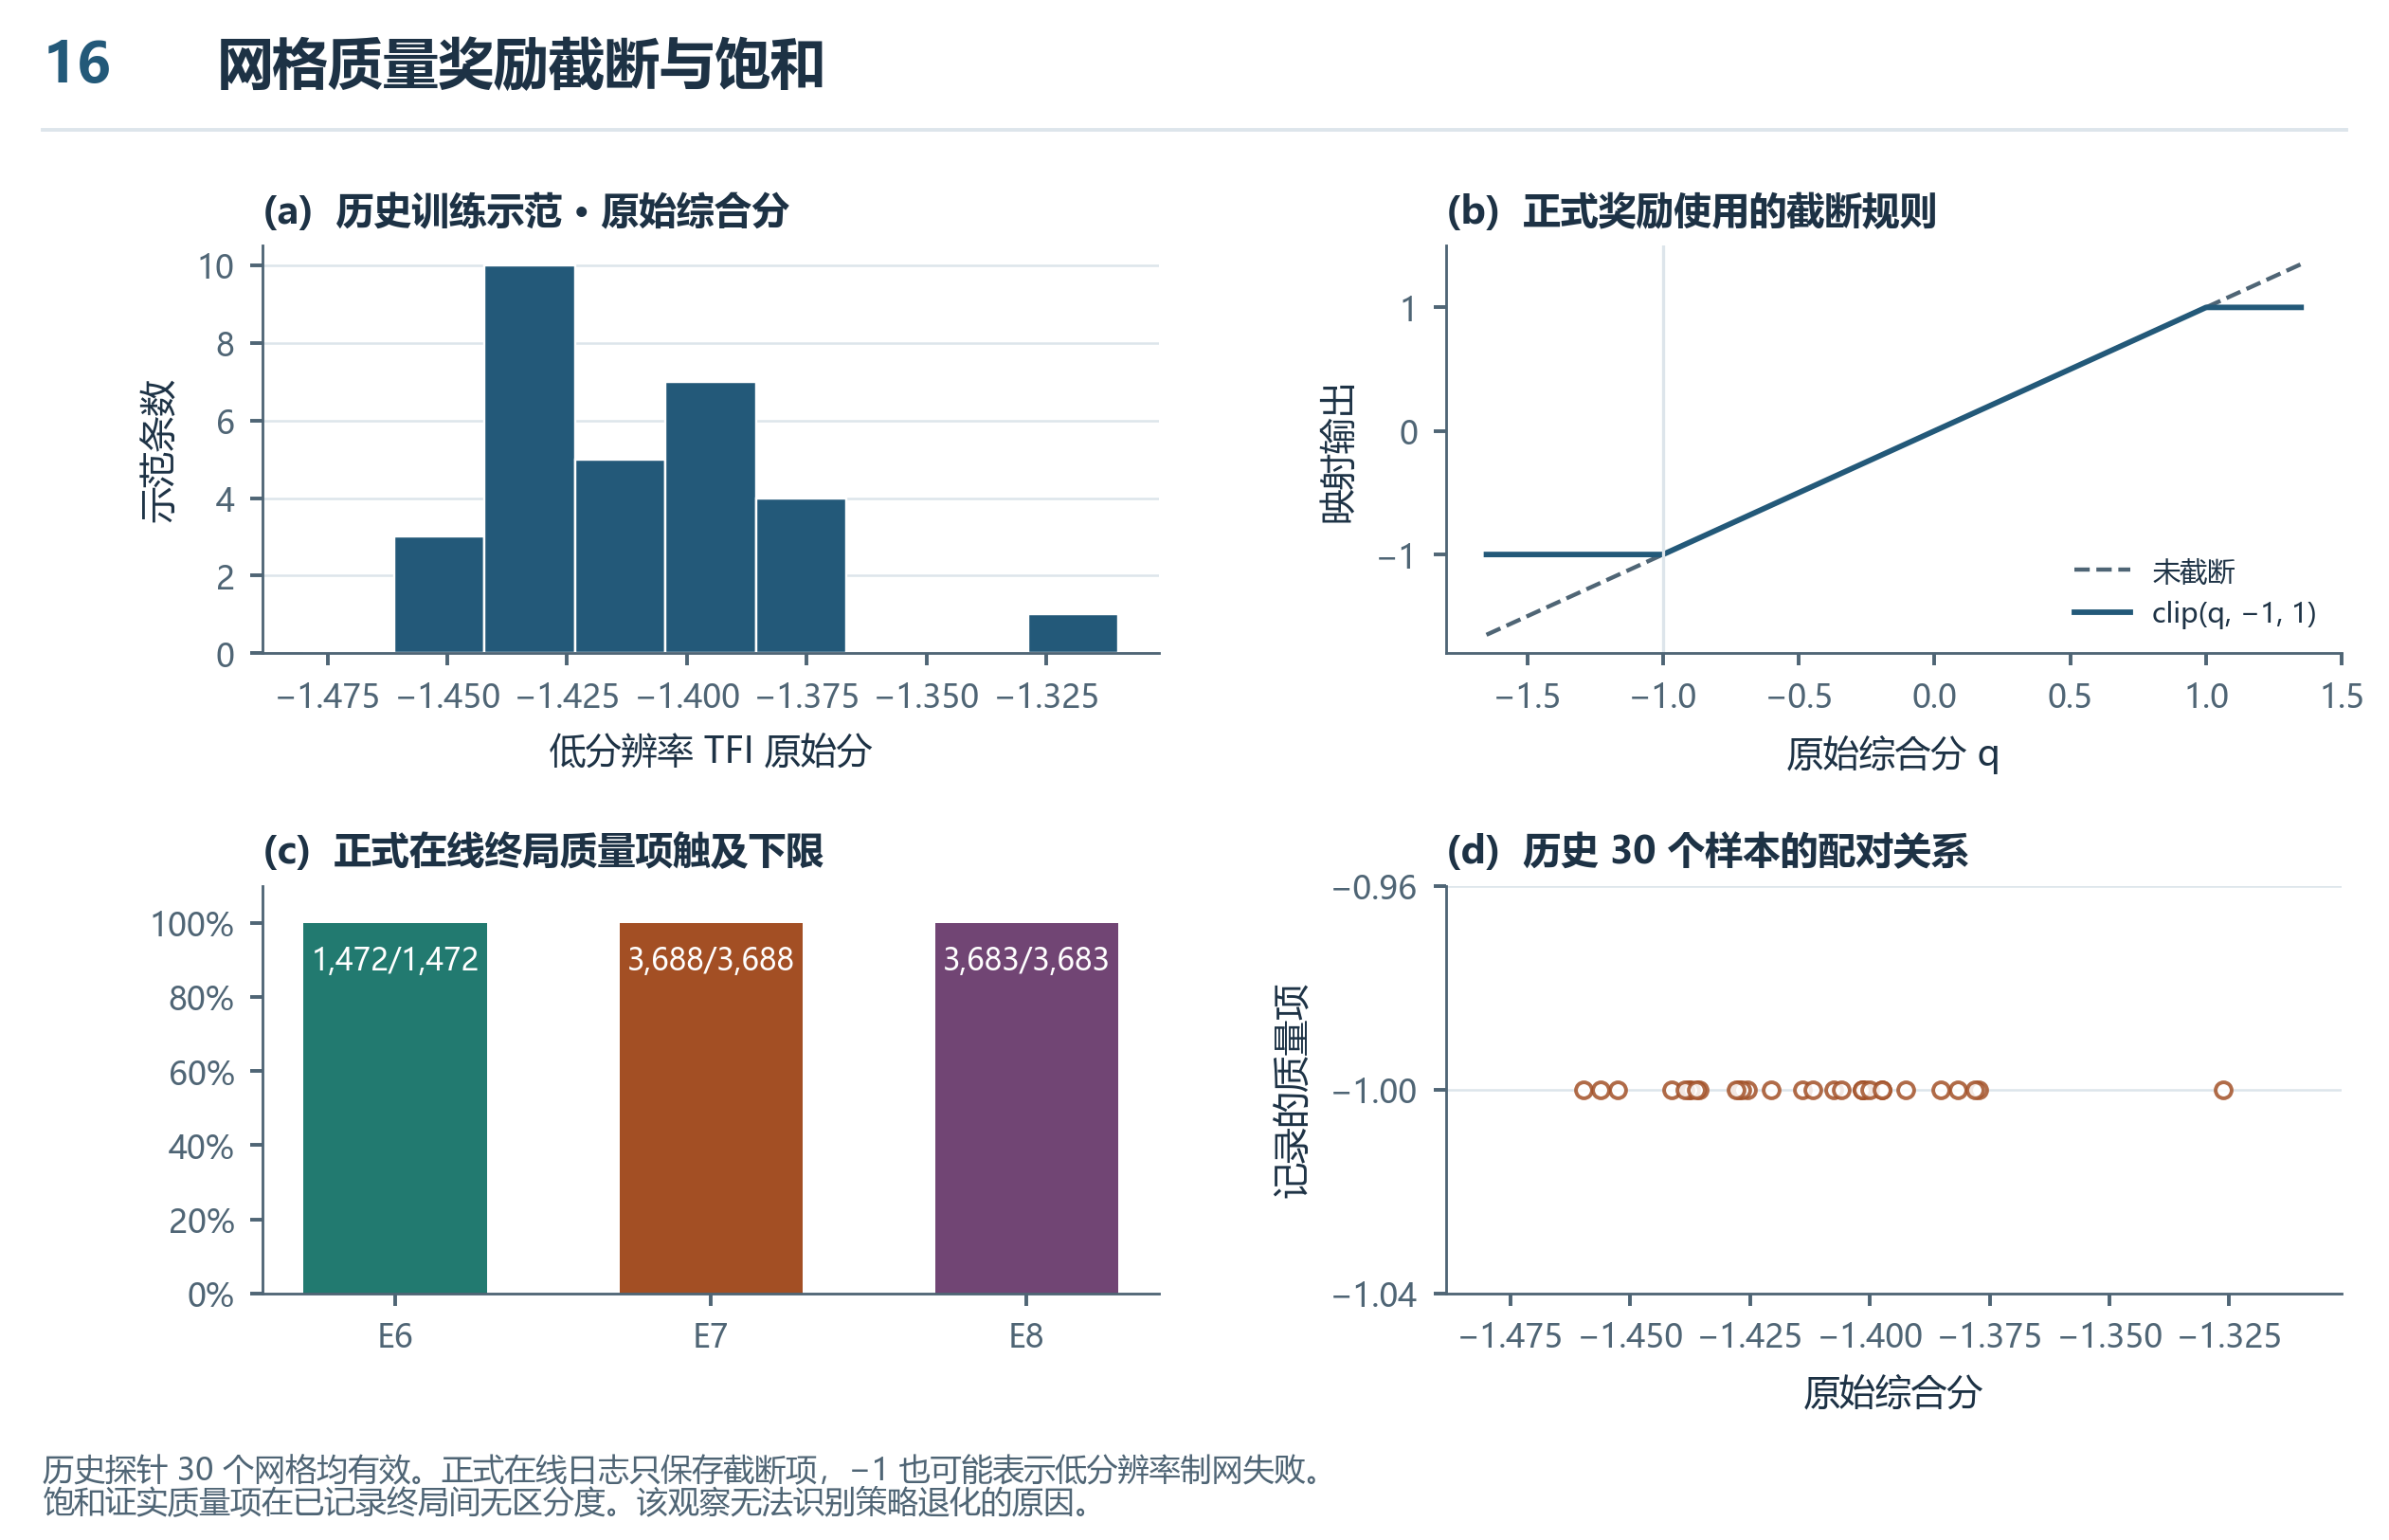 16 网格质量奖励截断与饱和
(a) 历史训练示范·原始综合分
10
8
6
4
2
0
示范条数
−1.475 −1.450 −1.425 −1.400 −1.375 −1.350 −1.325
低分辨率 TFI 原始分
(b) 正式奖励使用的截断规则
1
0
−1
映射输出
未截断
clip(q, −1, 1)
−1.5 −1.0 −0.5 0.0 0.5 1.0 1.5
原始综合分 q
(c) 正式在线终局质量项触及下限
100%
80%
60%
40%
20%
0%
1,472/1,472 3,688/3,688 3,683/3,683
E6 E7 E8
(d) 历史 30 个样本的配对关系
−0.96
−1.00
−1.04
记录的质量项
−1.475 −1.450 −1.425 −1.400 −1.375 −1.350 −1.325
原始综合分
历史探针 30 个网格均有效。正式在线日志只保存截断项，−1 也可能表示低分辨率制网失败。
饱和证实质量项在已记录终局间无区分度。该观察无法识别策略退化的原因。